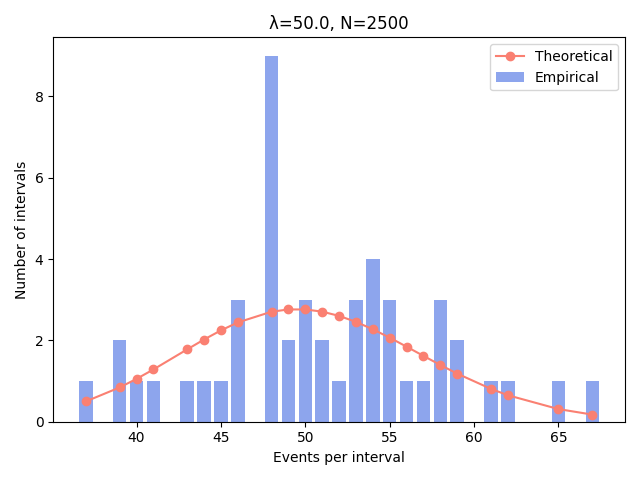 λ=50.0, N=2500
Theoretical
Empirical
Number of intervals
8
6
4
2
0
40 45 50 55 60 65
Events per interval